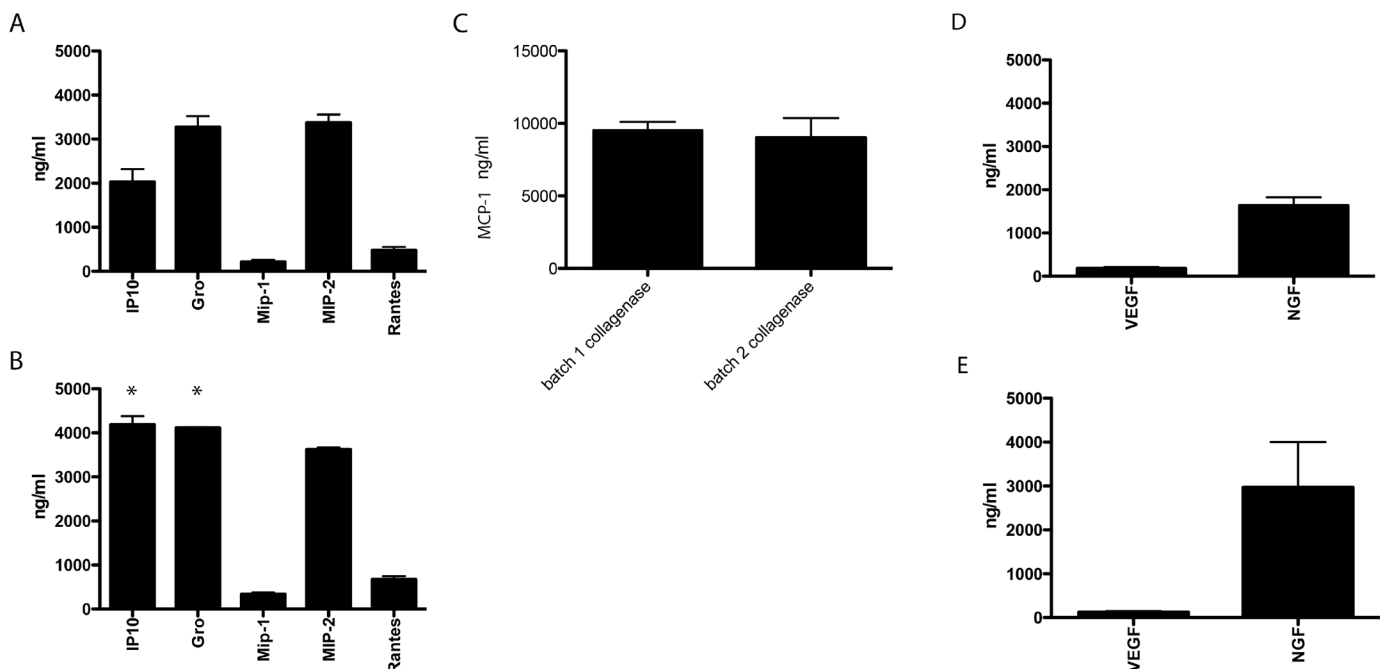 A
5000
4000
3000
2000
1000
0
ng/ml
IP10
Gro
Mip-1
MIP-2
Rantes
B
5000
4000
3000
2000
1000
0
ng/ml
* *
IP10
Gro
Mip-1
MIP-2
Rantes
C
15000
10000
5000
0
MCP-1 ng/ml
batch 1 collagenase
batch 2 collagenase
D
5000
4000
3000
2000
1000
0
ng/ml
VEGF
NGF
E
5000
4000
3000
2000
1000
0
ng/ml
VEGF
NGF